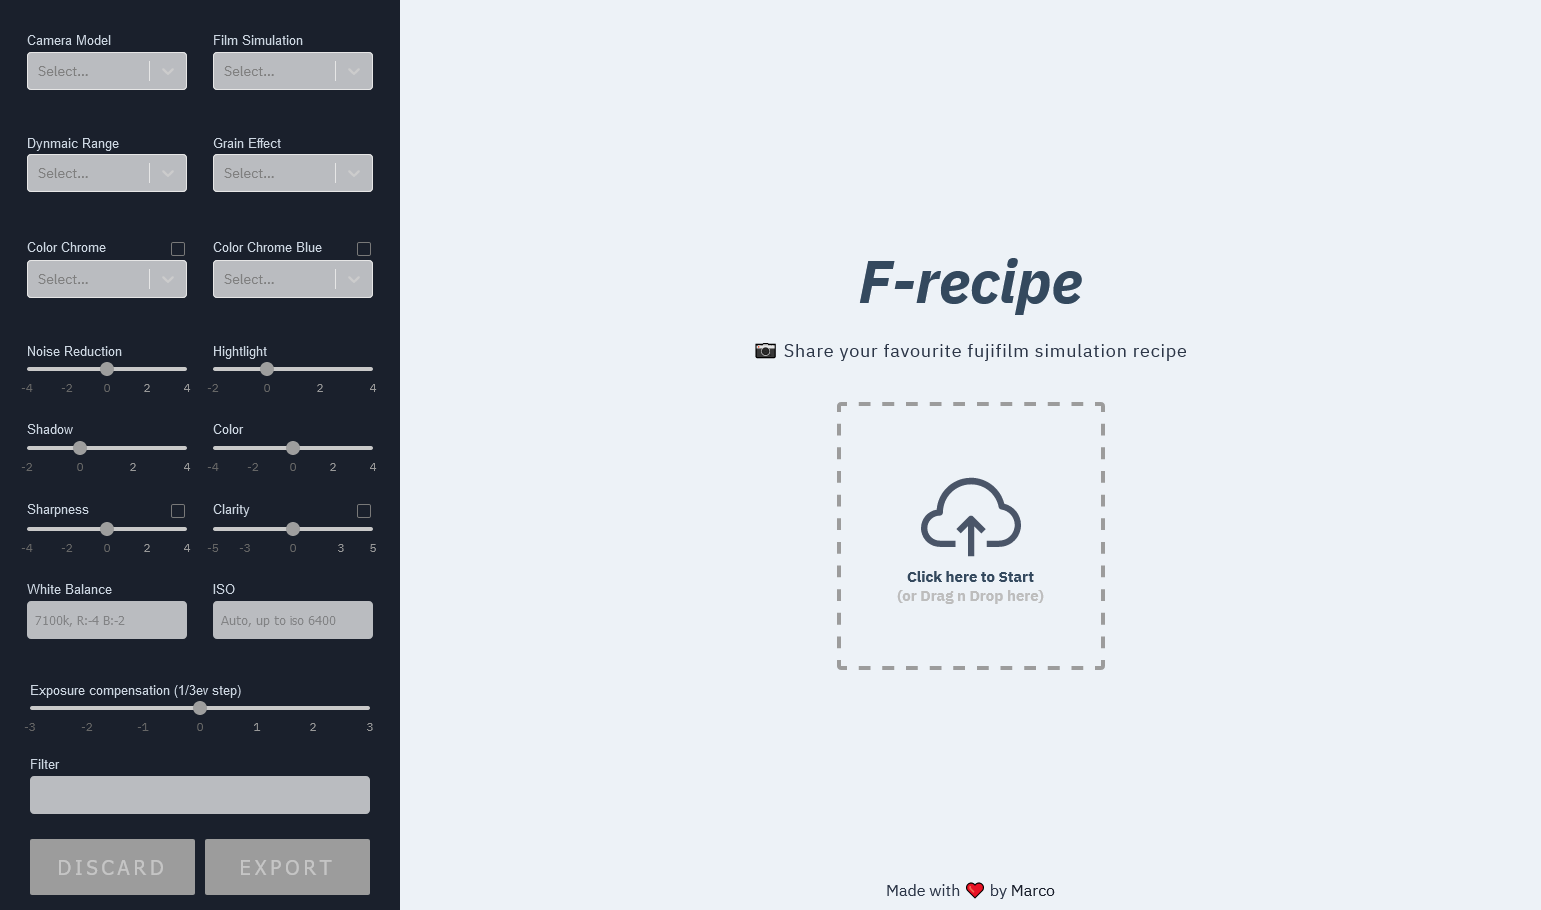 Camera Model
Film Simulation
Select...
Select...
Dynmaic Range
Grain Effect
Select...
Select...
Color Chrome
Color Chrome Blue
Select...
Select...
Noise Reduction
Hightlight
-4 -2 0 2 4
-2 0 2 4
Shadow
Color
-2 0 2 4
-4 -2 0 2 4
Sharpness
Clarity
-4 -2 0 2 4
-5 -3 0 3 5
White Balance
ISO
7100k, R:-4 B:-2
Auto, up to iso 6400
Exposure compensation (1/3ev step)
-3 -2 -1 0 1 2 3
Filter
DISCARD
EXPORT
F-recipe
Share your favourite fujifilm simulation recipe
Click here to Start
(or Drag n Drop here)
Made with ❤ by Marco